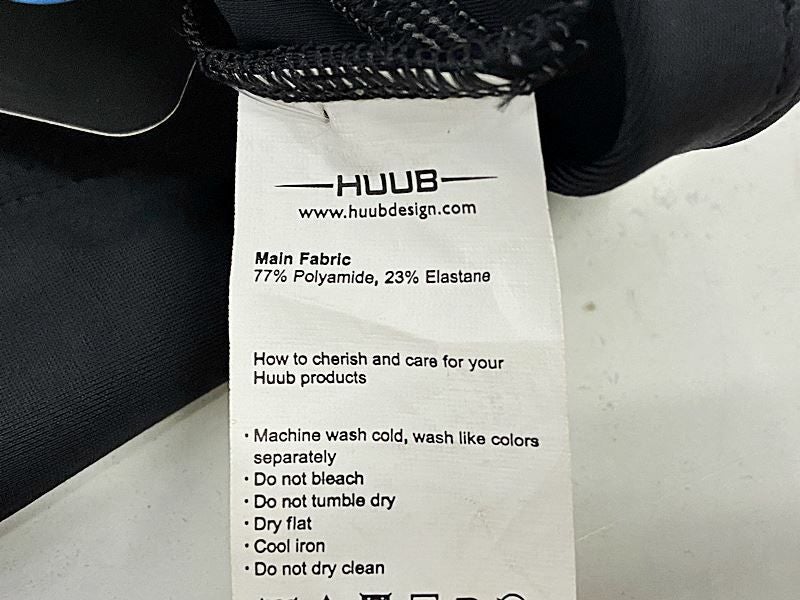 HUUB
www.huubdesign.com
Main Fabric
77% Polyamide, 23% Elastane
How to cherish and care for your
Huub products
· Machine wash cold, wash like colors
separately
· Do not bleach
· Do not tumble dry
· Dry flat
· Cool iron
· Do not dry clean